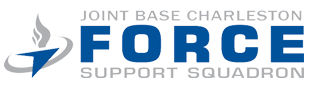 JOINT BASE CHARLESTON
FORCE
SUPPORT SQUADRON